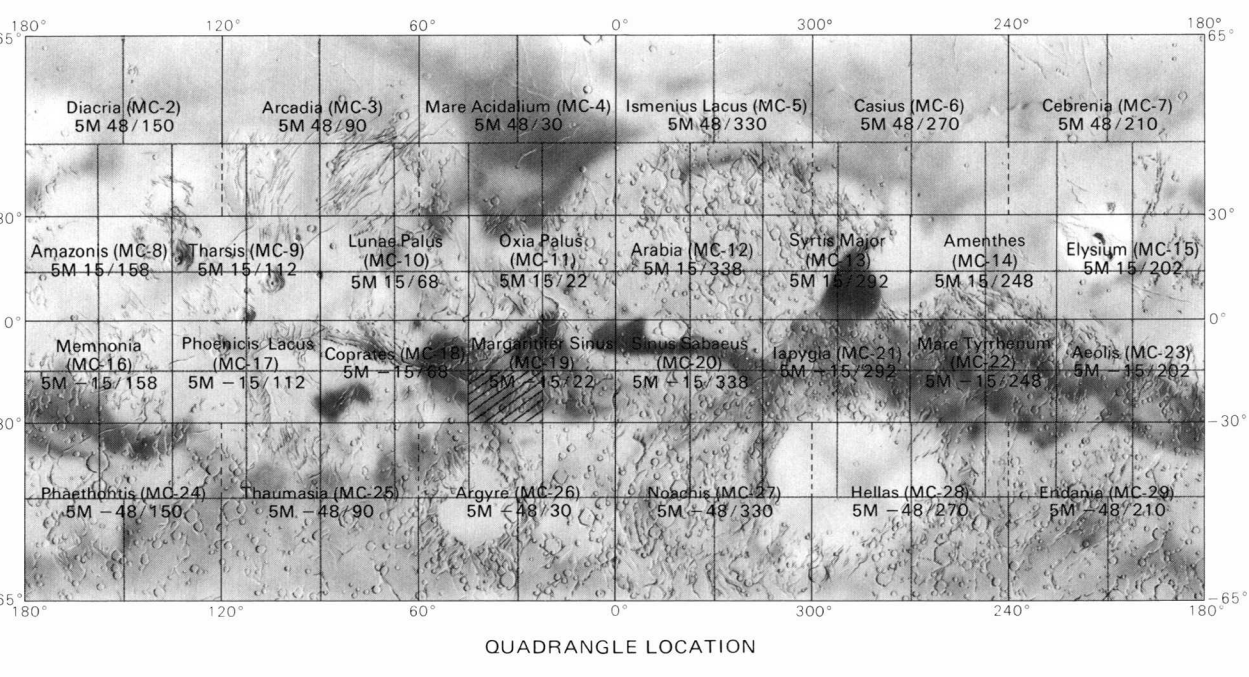 180° 120° 60° 0° 300° 240° 180°
65° 65°
Diacria (MC-2) Arcadia (MC-3) Mare Acidalium (MC-4) Ismenius Lacus (MC-5) Casius (MC-6) Cebrenia (MC-7)
5M 48/150 5M 48/90 5M 48/30 5M 48/330 5M 48/270 5M 48/210
30° 30°
Amazonis (MC-8) Tharsis (MC-9) Lunae Palus (MC-10) Oxia Palus (MC-11) Arabia (MC-12) Syrtis Major (MC-13) Amenthes (MC-14) Elysium (MC-15)
5M 15/158 5M 15/112 5M 15/68 5M 15/22 5M 15/338 5M 15/292 5M 15/248 5M 15/202
0° 0°
Memnonia (MC-16) Phoenicis Lacus (MC-17) Coprates (MC-18) Margaritifer Sinus (MC-19) Sinus Sabaeus (MC-20) Iapygia (MC-21) Mare Tyrrhenum (MC-22) Aeolis (MC-23)
5M −15/158 5M −15/112 5M −15/68 5M −15/22 5M −15/338 5M −15/292 5M −15/248 5M −15/202
30° −30°
Phaethontis (MC-24) Thaumasia (MC-25) Argyre (MC-26) Noachis (MC-27) Hellas (MC-28) Eridania (MC-29)
5M −48/150 5M −48/90 5M −48/30 5M −48/330 5M −48/270 5M −48/210
65° −65°
180° 120° 60° 0° 300° 240° 180°
QUADRANGLE LOCATION